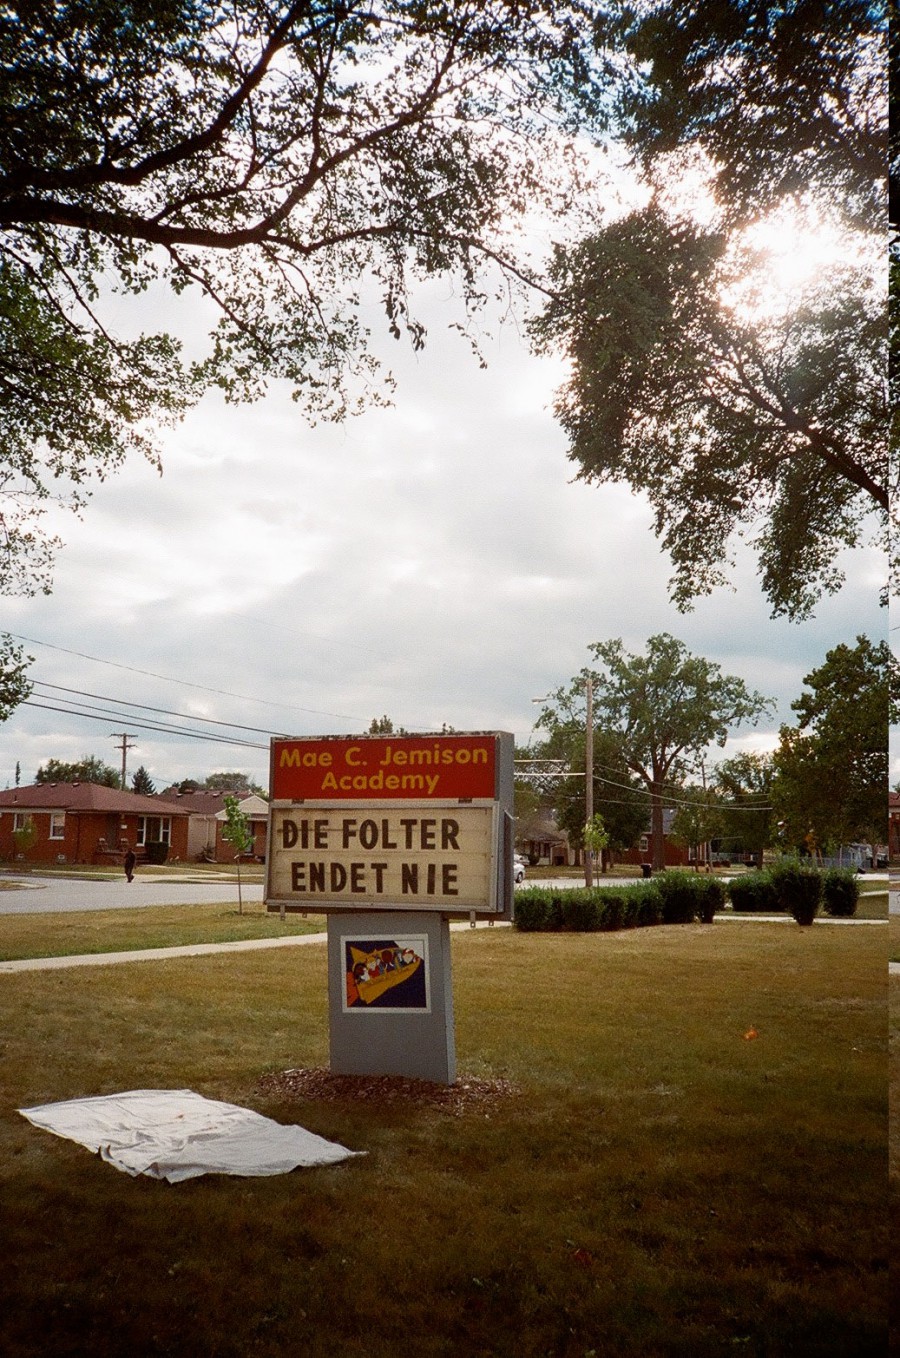 Mae C. Jemison
Academy
DIE FOLTER
ENDET NIE